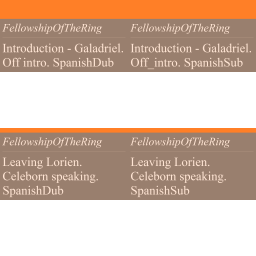 FellowshipOfTheRing FellowshipOfTheRing
Introduction - Galadriel. Introduction - Galadriel.
Off intro. SpanishDub Off_intro. SpanishSub
FellowshipOfTheRing FellowshipOfTheRing
Leaving Lorien. Leaving Lorien.
Celeborn speaking. Celeborn speaking.
SpanishDub SpanishSub